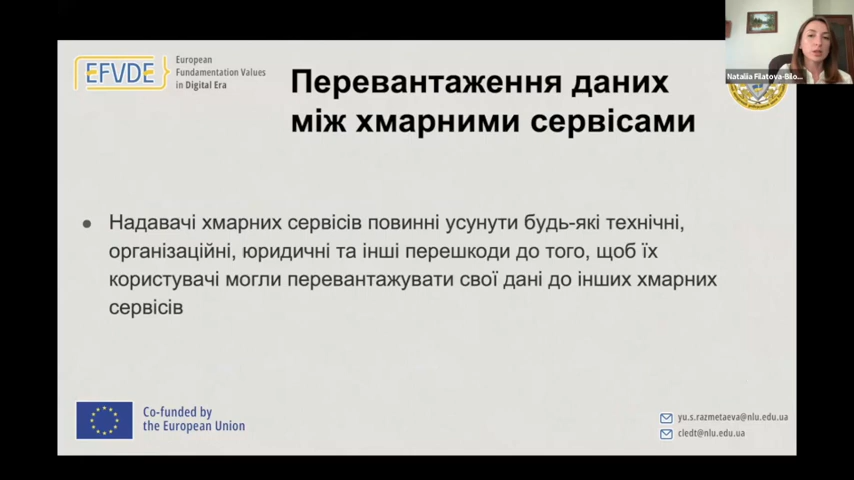 EFVDE
European
Fundamentation Values
in Digital Era
Перевантаження даних
між хмарними сервісами
Nataliia Filatova-Bilo...
● Надавачі хмарних сервісів повинні усунути будь-які технічні,
організаційні, юридичні та інші перешкоди до того, щоб їх
користувачі могли перевантажувати свої дані до інших хмарних
сервісів
Co-funded by
the European Union
yu.s.razmetaeva@nlu.edu.ua
cledt@nlu.edu.ua